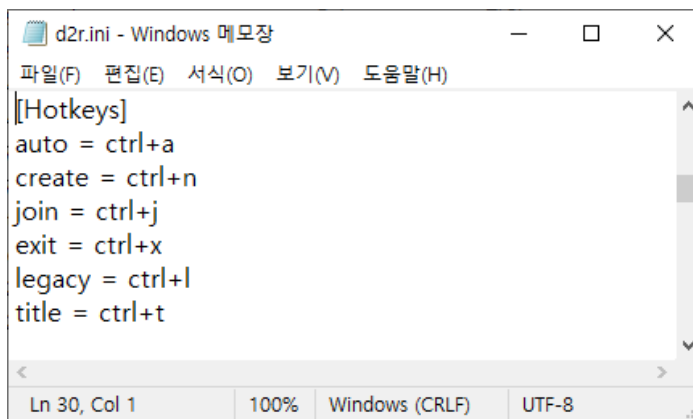 d2r.ini - Windows 메모장
파일(F) 편집(E) 서식(O) 보기(V) 도움말(H)
[Hotkeys]
auto = ctrl+a
create = ctrl+n
join = ctrl+j
exit = ctrl+x
legacy = ctrl+l
title = ctrl+t
Ln 30, Col 1 100% Windows (CRLF) UTF-8